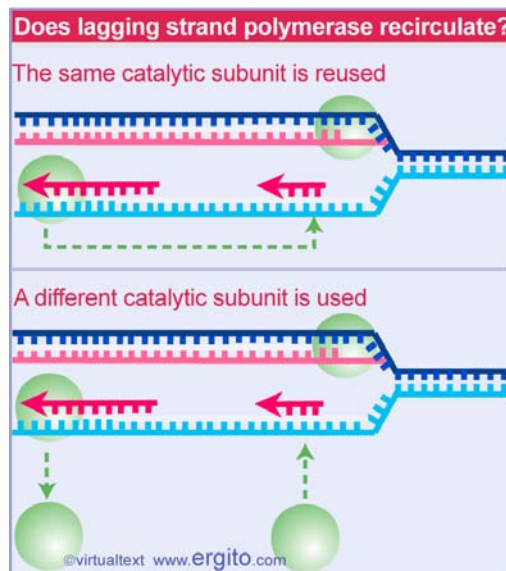 Does lagging strand polymerase recirculate?
The same catalytic subunit is reused
A different catalytic subunit is used
©virtualtext www.ergito.com